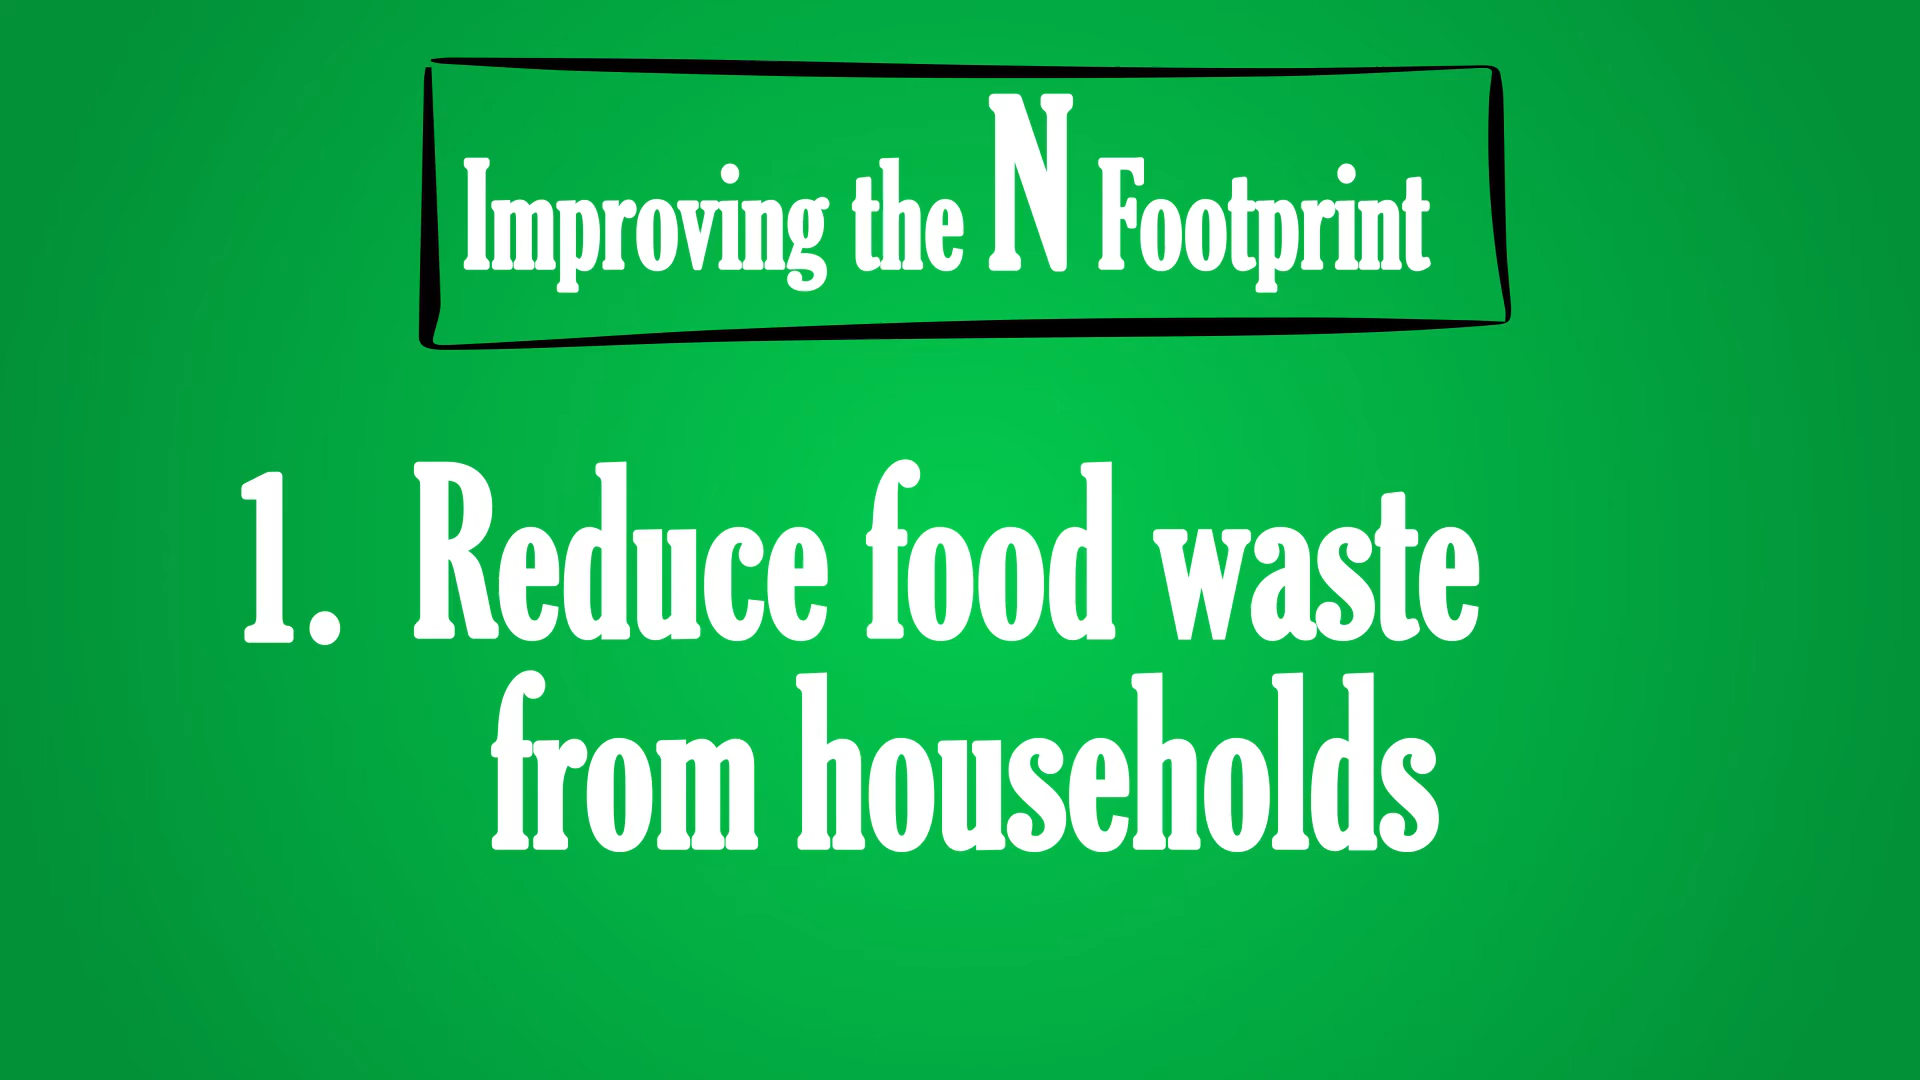 Improving the N Footprint
1. Reduce food waste
from households